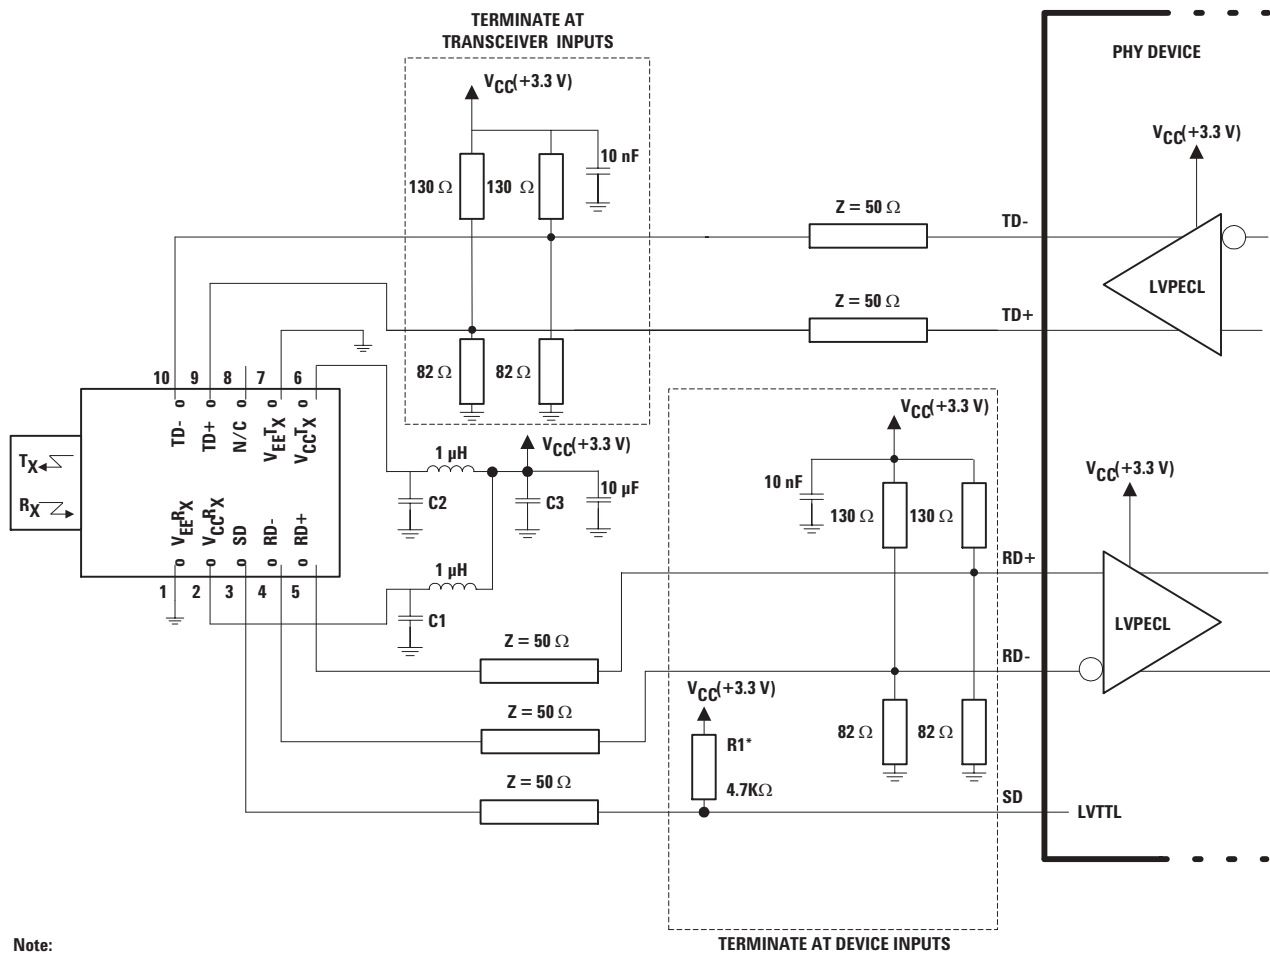 TERMINATE AT
TRANSCEIVER INPUTS
PHY DEVICE
VCC(+3.3 V)
VCC(+3.3 V)
10 nF
130 Ω
130 Ω
Z = 50 Ω
TD-
LVPECL
Z = 50 Ω
TD+
82 Ω
82 Ω
10
9
8
7
6
o
o
o
o
o
TD-
TD+
N/C
VEETX
VCCTX
TX
RX
VEERX
VCCRX
SD
RD-
RD+
o
o
o
o
o
1
2
3
4
5
1 µH
VCC(+3.3 V)
C2
C3
10 µF
1 µH
C1
VCC(+3.3 V)
10 nF
130 Ω
130 Ω
VCC(+3.3 V)
RD+
LVPECL
Z = 50 Ω
RD-
VCC(+3.3 V)
Z = 50 Ω
R1*
4.7KΩ
82 Ω
82 Ω
Z = 50 Ω
SD
LVTTL
TERMINATE AT DEVICE INPUTS
Note: